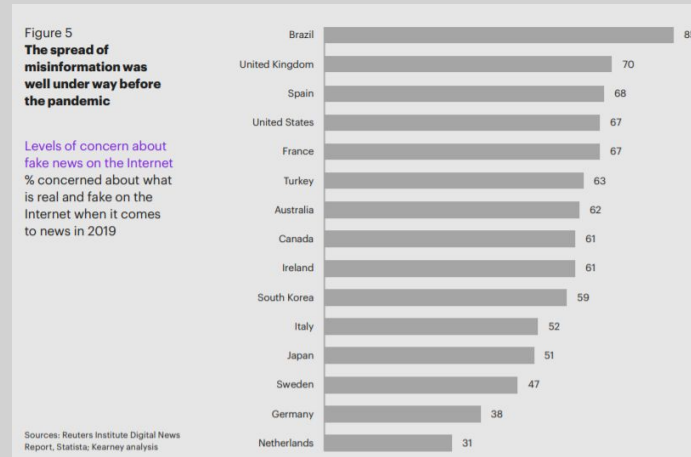 Figure 5
The spread of
misinformation was
well under way before
the pandemic
Levels of concern about
fake news on the Internet
% concerned about what
is real and fake on the
Internet when it comes
to news in 2019
Brazil
United Kingdom 70
Spain 68
United States 67
France 67
Turkey 63
Australia 62
Canada 61
Ireland 61
South Korea 59
Italy 52
Japan 51
Sweden 47
Germany 38
Netherlands 31
Sources: Reuters Institute Digital News
Report, Statista; Kearney analysis